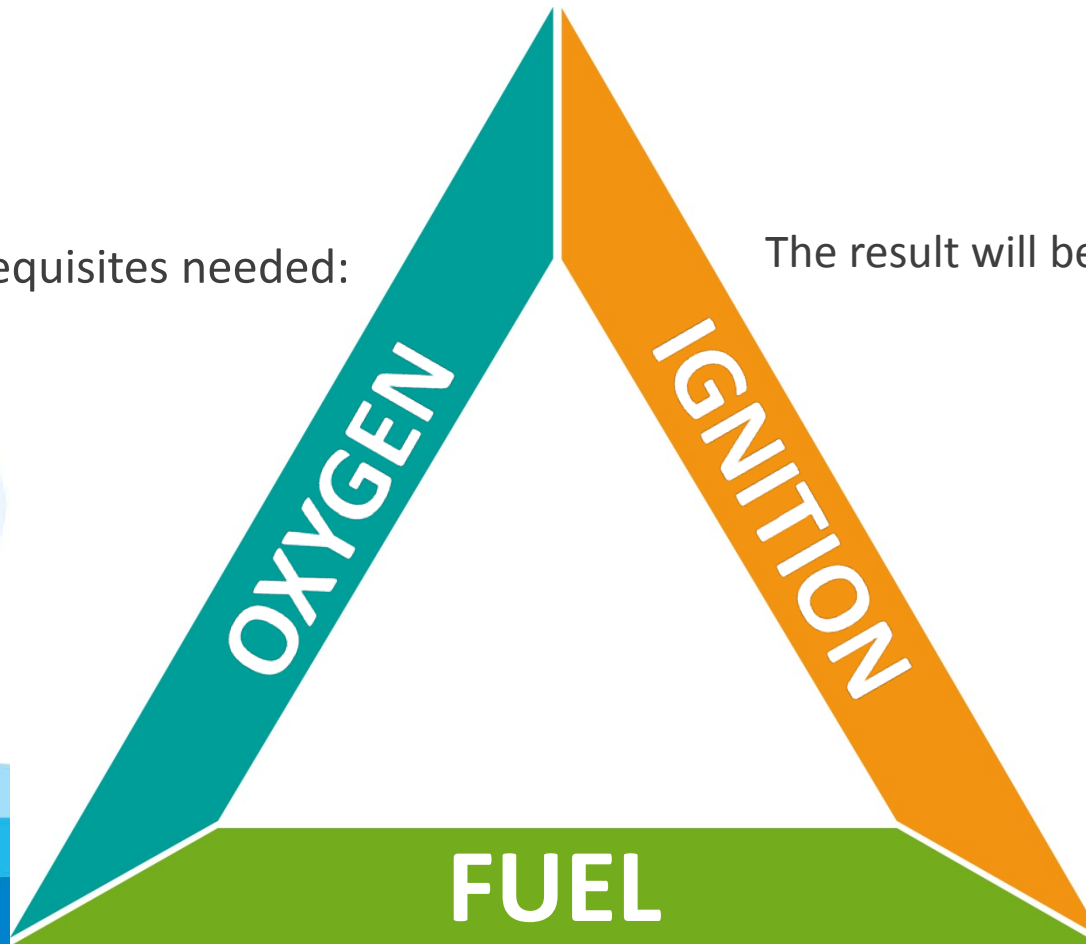 equisites needed:
The result will be
OXYGEN
IGNITION
FUEL